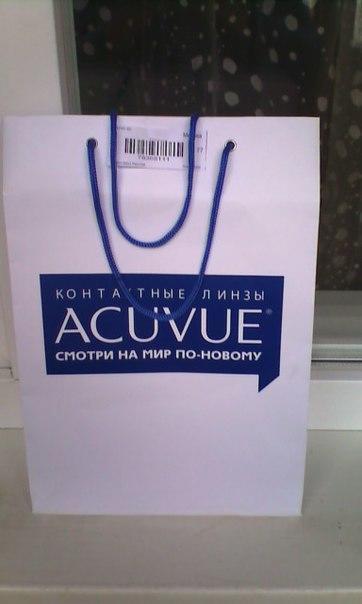 КОНТАКТНЫЕ ЛИНЗЫ
ACUVUE®
СМОТРИ НА МИР ПО-НОВОМУ